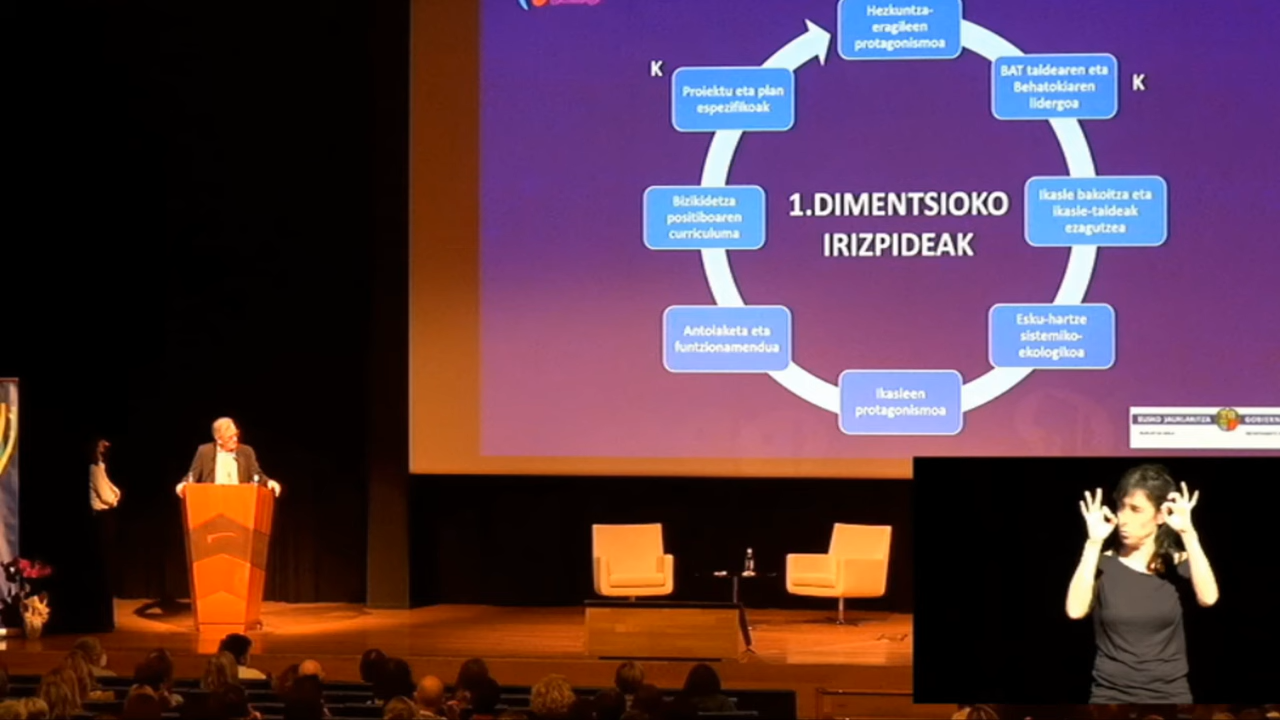 Hezkuntza-
eragileen
protagonismoa
K
BAT taldearen eta
Behatokiaren
lidergoa
K
Proiektu eta plan
espezifikoak
Ikasle bakoitza eta
ikasle-taldeak
ezagutzea
Bizikidetza
positiboaren
curriculuma
1.DIMENTSIOKO
IRIZPIDEAK
Esku-hartze
sistemiko-
ekologikoa
Antolaketa eta
funtzionamendua
Ikasleen
protagonismoa
EUSKO JAURLARITZA
GOBIERN